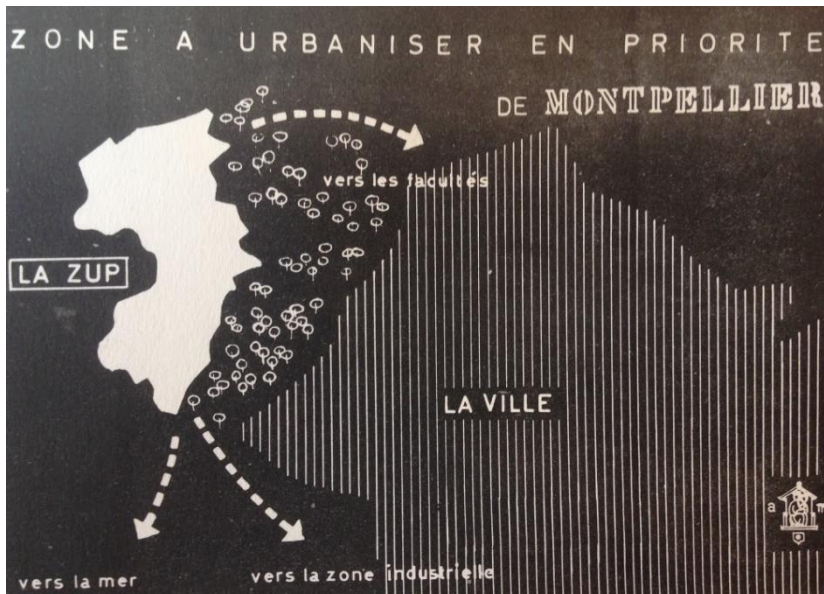 ZONE A URBANISER EN PRIORITE
DE MONTPELLIER
vers les facultés
LA ZUP
LA VILLE
a m
vers la mer
vers la zone industrielle